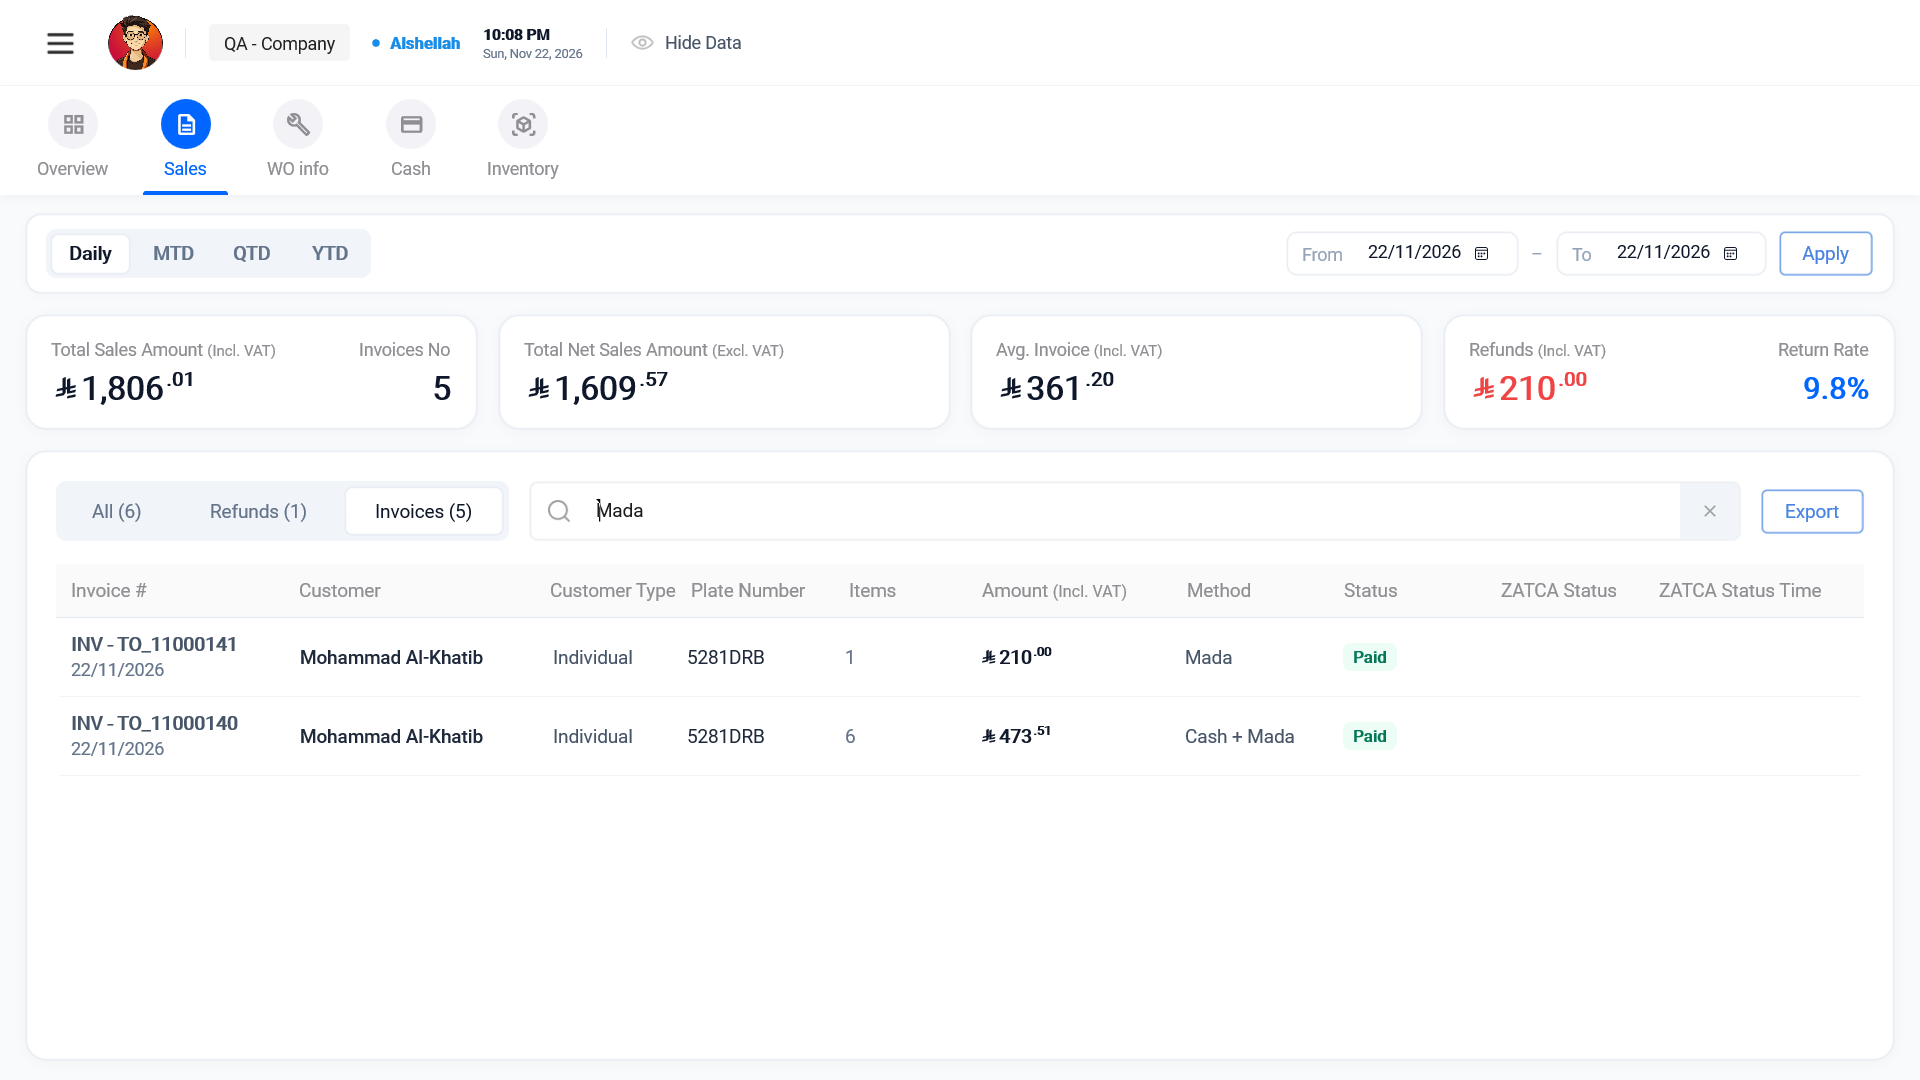 QA - Company
Alshellah
10:08 PM
Sun, Nov 22, 2026
Hide Data
Overview
Sales
WO info
Cash
Inventory
Daily MTD QTD YTD
From 22/11/2026 – To 22/11/2026 Apply
Total Sales Amount (Incl. VAT) Invoices No
1,806.01 5
Total Net Sales Amount (Excl. VAT)
1,609.57
Avg. Invoice (Incl. VAT)
361.20
Refunds (Incl. VAT) Return Rate
210.00 9.8%
All (6) Refunds (1) Invoices (5) Mada Export
Invoice # Customer Customer Type Plate Number Items Amount (Incl. VAT) Method Status ZATCA Status ZATCA Status Time
INV - TO_11000141
22/11/2026
Mohammad Al-Khatib Individual 5281DRB 1 210.00 Mada Paid
INV - TO_11000140
22/11/2026
Mohammad Al-Khatib Individual 5281DRB 6 473.51 Cash + Mada Paid